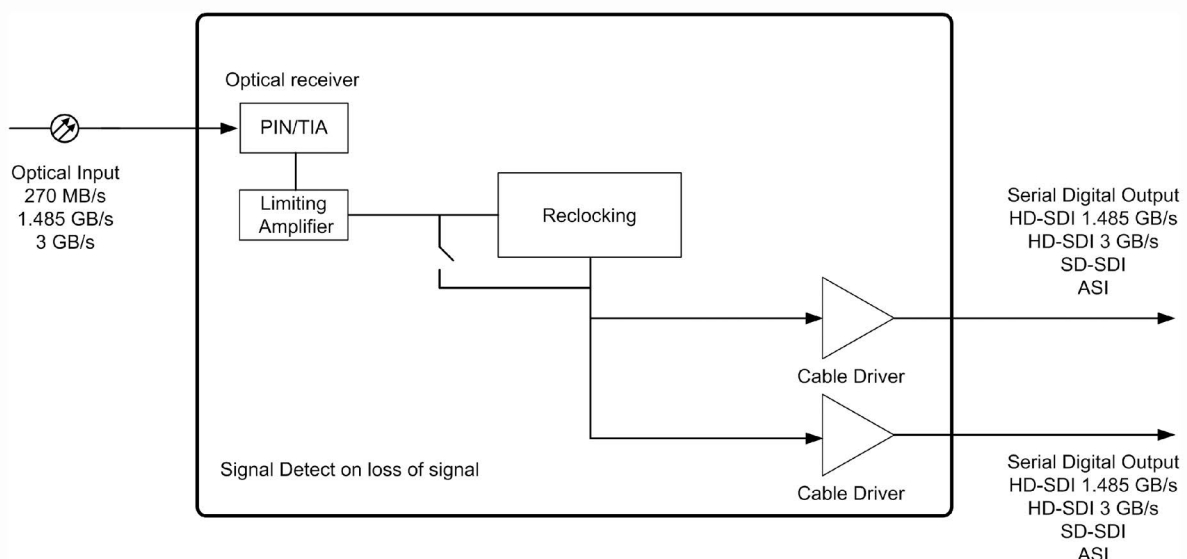 Optical receiver
PIN/TIA
Optical Input
270 MB/s
1.485 GB/s
3 GB/s
Limiting
Amplifier
Reclocking
Serial Digital Output
HD-SDI 1.485 GB/s
HD-SDI 3 GB/s
SD-SDI
ASI
Cable Driver
Signal Detect on loss of signal
Cable Driver
Serial Digital Output
HD-SDI 1.485 GB/s
HD-SDI 3 GB/s
SD-SDI
ASI